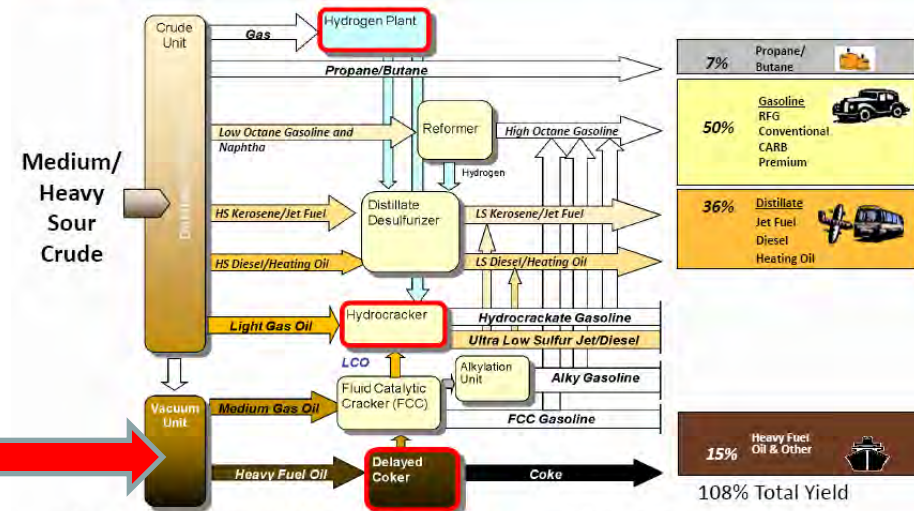 Crude
Unit
Gas
Hydrogen Plant
Propane/Butane
7%
Propane/
Butane
Low Octane Gasoline and
Naphtha
Reformer
High Octane Gasoline
Hydrogen
50%
Gasoline
RFG
Conventional
CARB
Premium
Medium/
Heavy
Sour
Crude
HS Kerosene/Jet Fuel
Distillate
Desulfurizer
LS Kerosene/Jet Fuel
HS Diesel/Heating Oil
LS Diesel/Heating Oil
36%
Distillate
Jet Fuel
Diesel
Heating Oil
Light Gas Oil
Hydrocracker
Hydrocrackate Gasoline
Ultra Low Sulfur Jet/Diesel
LCO
Fluid Catalytic
Cracker (FCC)
Alkylation
Unit
Alky Gasoline
Vacuum
Unit
Medium Gas Oil
FCC Gasoline
Heavy Fuel Oil
Delayed
Coker
Coke
15%
Heavy Fuel
Oil & Other
108% Total Yield